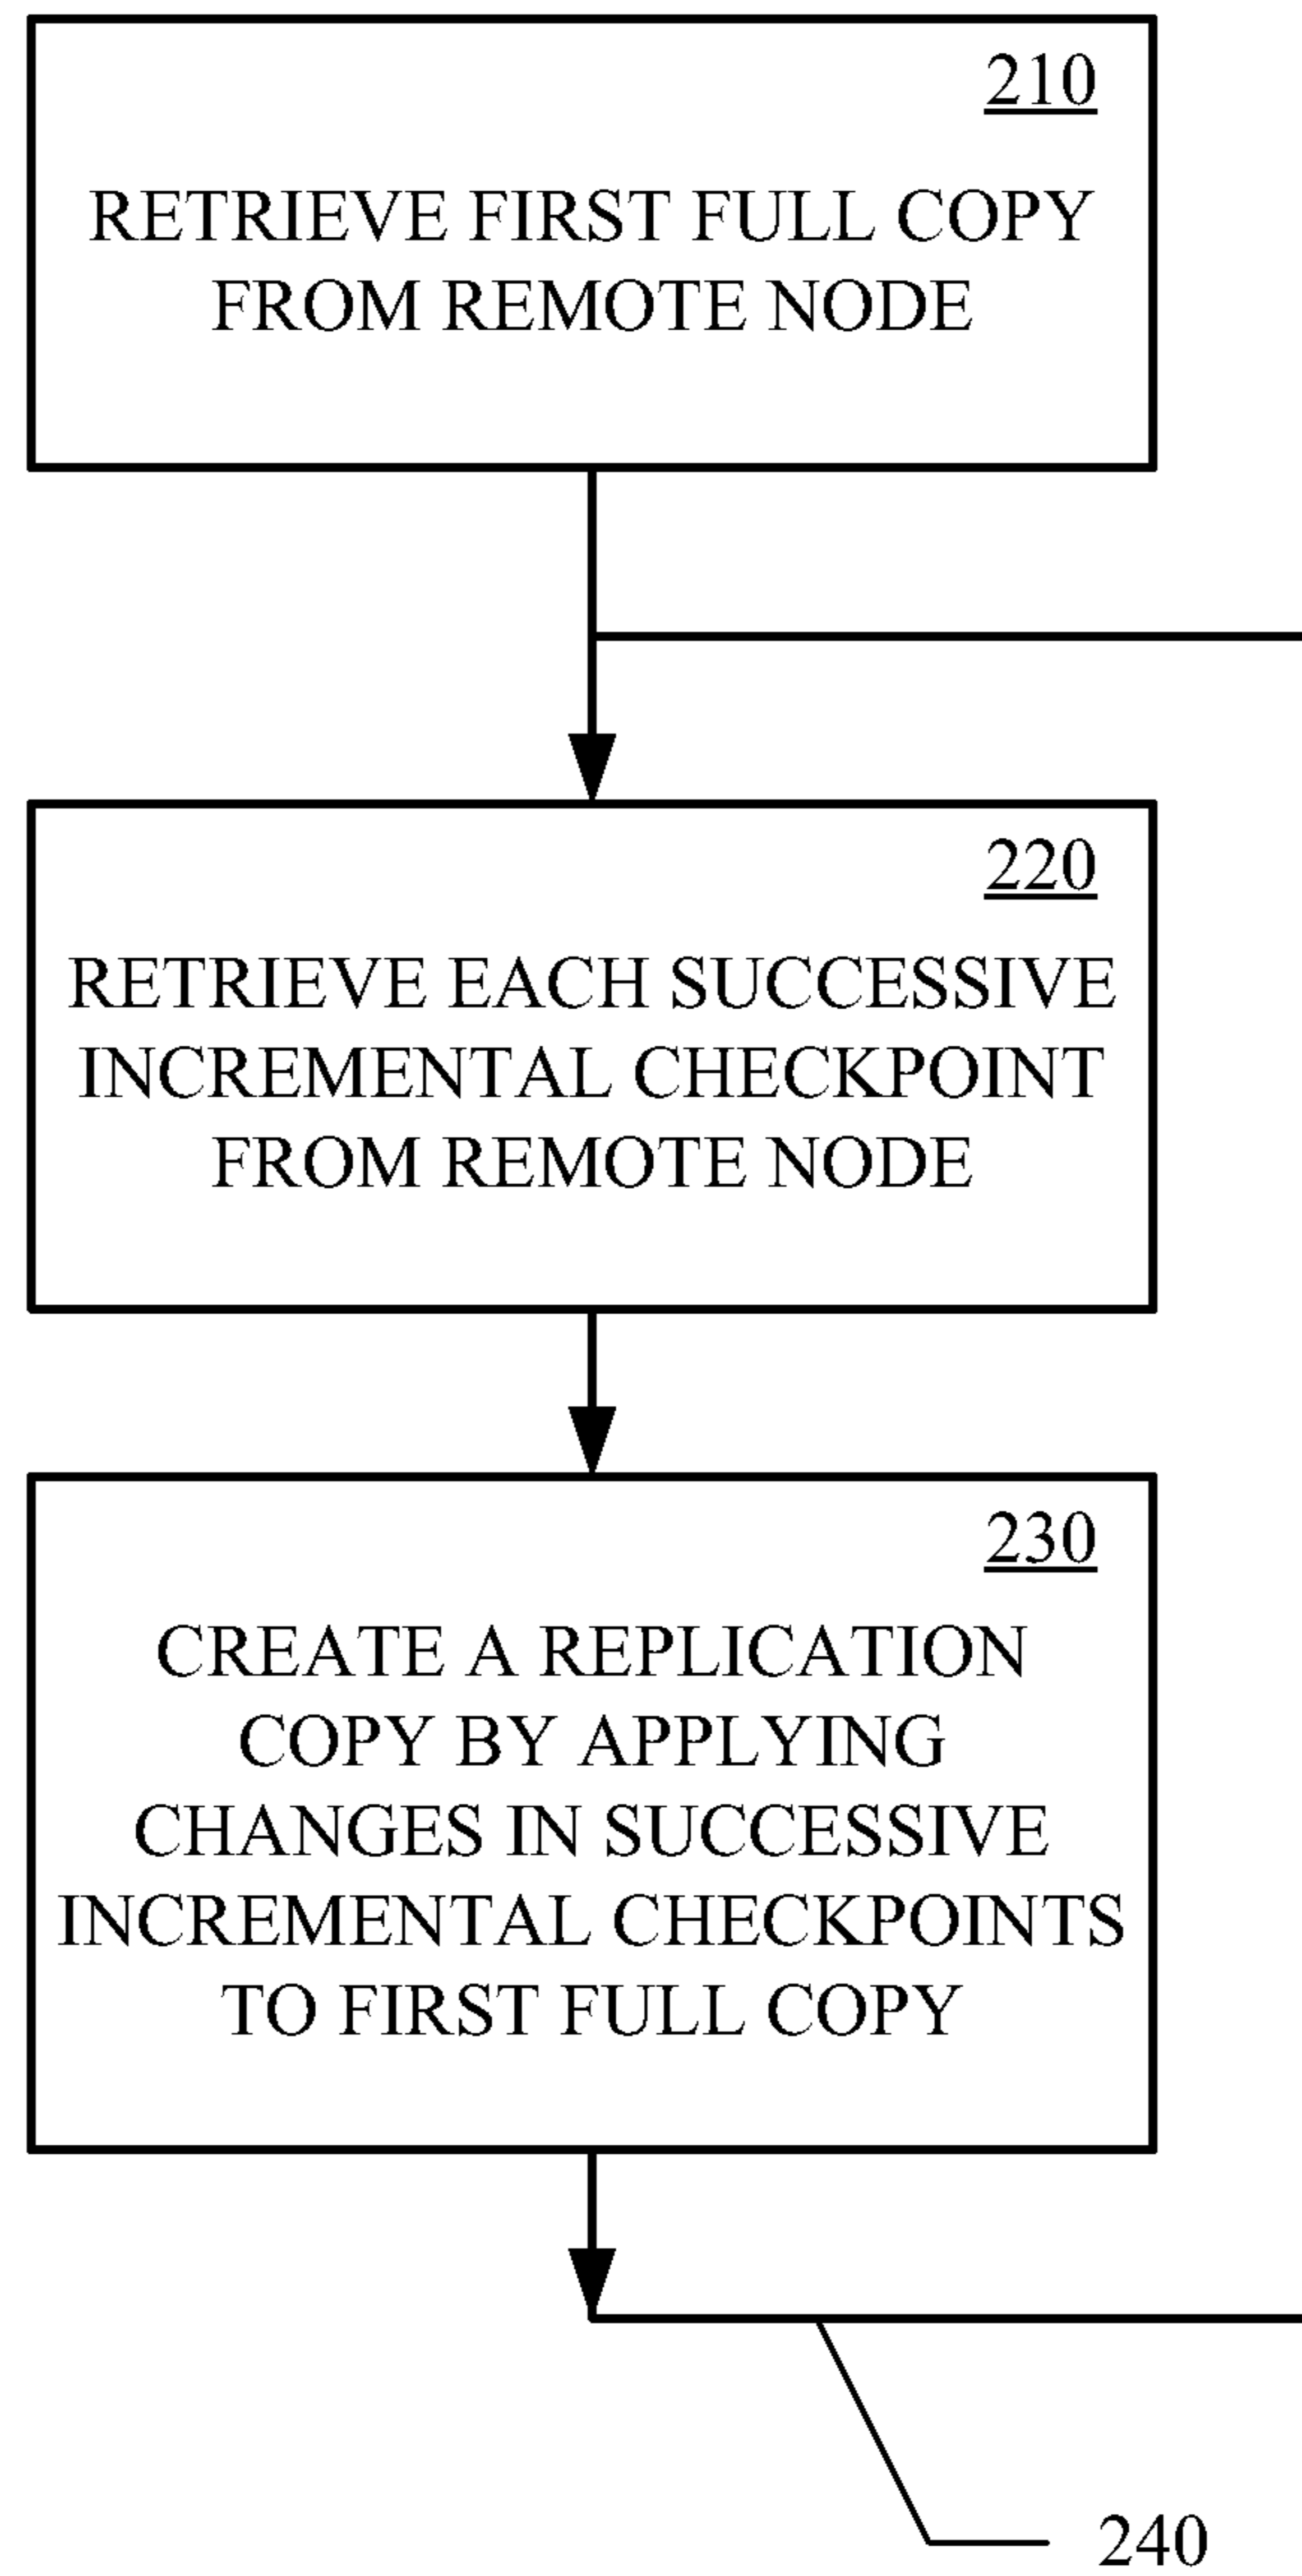 210
RETRIEVE FIRST FULL COPY
FROM REMOTE NODE
220
RETRIEVE EACH SUCCESSIVE
INCREMENTAL CHECKPOINT
FROM REMOTE NODE
230
CREATE A REPLICATION
COPY BY APPLYING
CHANGES IN SUCCESSIVE
INCREMENTAL CHECKPOINTS
TO FIRST FULL COPY
240